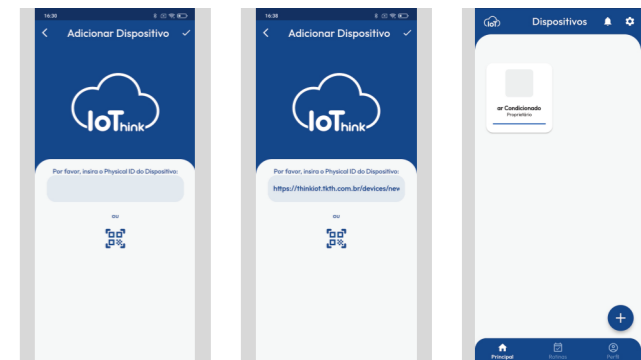 16:30
Adicionar Dispositivo
IoThink
Por favor, insira o Physical ID do Dispositivo:
ou
16:38
Adicionar Dispositivo
IoThink
Por favor, insira o Physical ID do Dispositivo:
https://thinkiot.tkth.com.br/devices/nev
ou
IoT
Dispositivos
ar Condicionado
Proprietário
Principal
Rotinas
Perfil